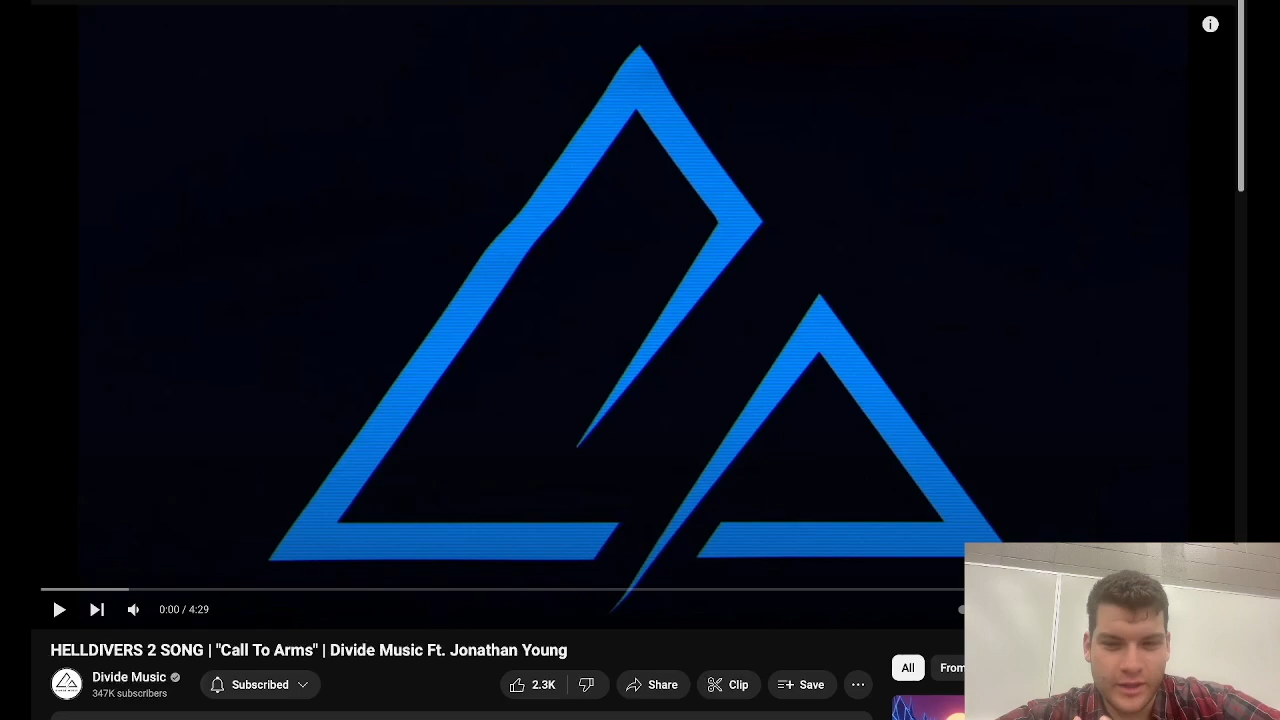 0:00 / 4:29
HELLDIVERS 2 SONG | "Call To Arms" | Divide Music Ft. Jonathan Young
Divide Music
347K subscribers
Subscribed
2.3K
Share
Clip
Save
All
From